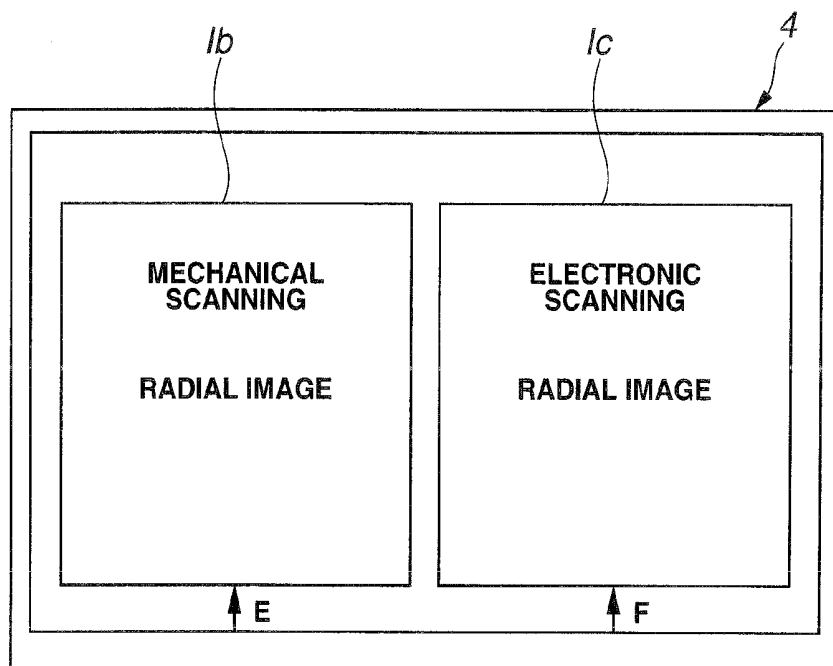 Ib
Ic
4
MECHANICAL
SCANNING
RADIAL IMAGE
ELECTRONIC
SCANNING
RADIAL IMAGE
E
F